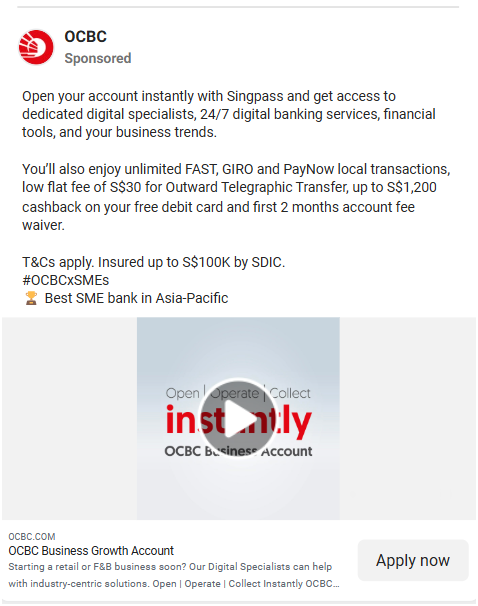 OCBC
Sponsored
Open your account instantly with Singpass and get access to
dedicated digital specialists, 24/7 digital banking services, financial
tools, and your business trends.
You’ll also enjoy unlimited FAST, GIRO and PayNow local transactions,
low flat fee of S$30 for Outward Telegraphic Transfer, up to S$1,200
cashback on your free debit card and first 2 months account fee
waiver.
T&Cs apply. Insured up to S$100K by SDIC.
#OCBCxSMEs
🏆 Best SME bank in Asia-Pacific
Open | Operate | Collect
instantly
OCBC Business Account
OCBC.COM
OCBC Business Growth Account
Starting a retail or F&B business soon? Our Digital Specialists can help
with industry-centric solutions. Open | Operate | Collect Instantly OCBC...
Apply now